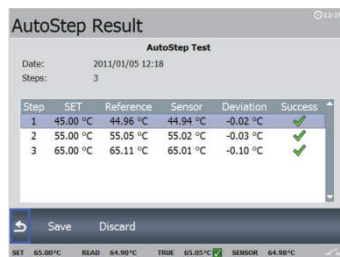 AutoStep Result
12:19
AutoStep Test
Date: 2011/01/05 12:18
Steps: 3
Step SET Reference Sensor Deviation Success
1 45.00 °C 44.96 °C 44.94 °C -0.02 °C
2 55.00 °C 55.05 °C 55.02 °C -0.03 °C
3 65.00 °C 65.11 °C 65.01 °C -0.10 °C
Save Discard
SET 65.00°C READ 64.90°C TRUE 65.05°C SENSOR 64.98°C